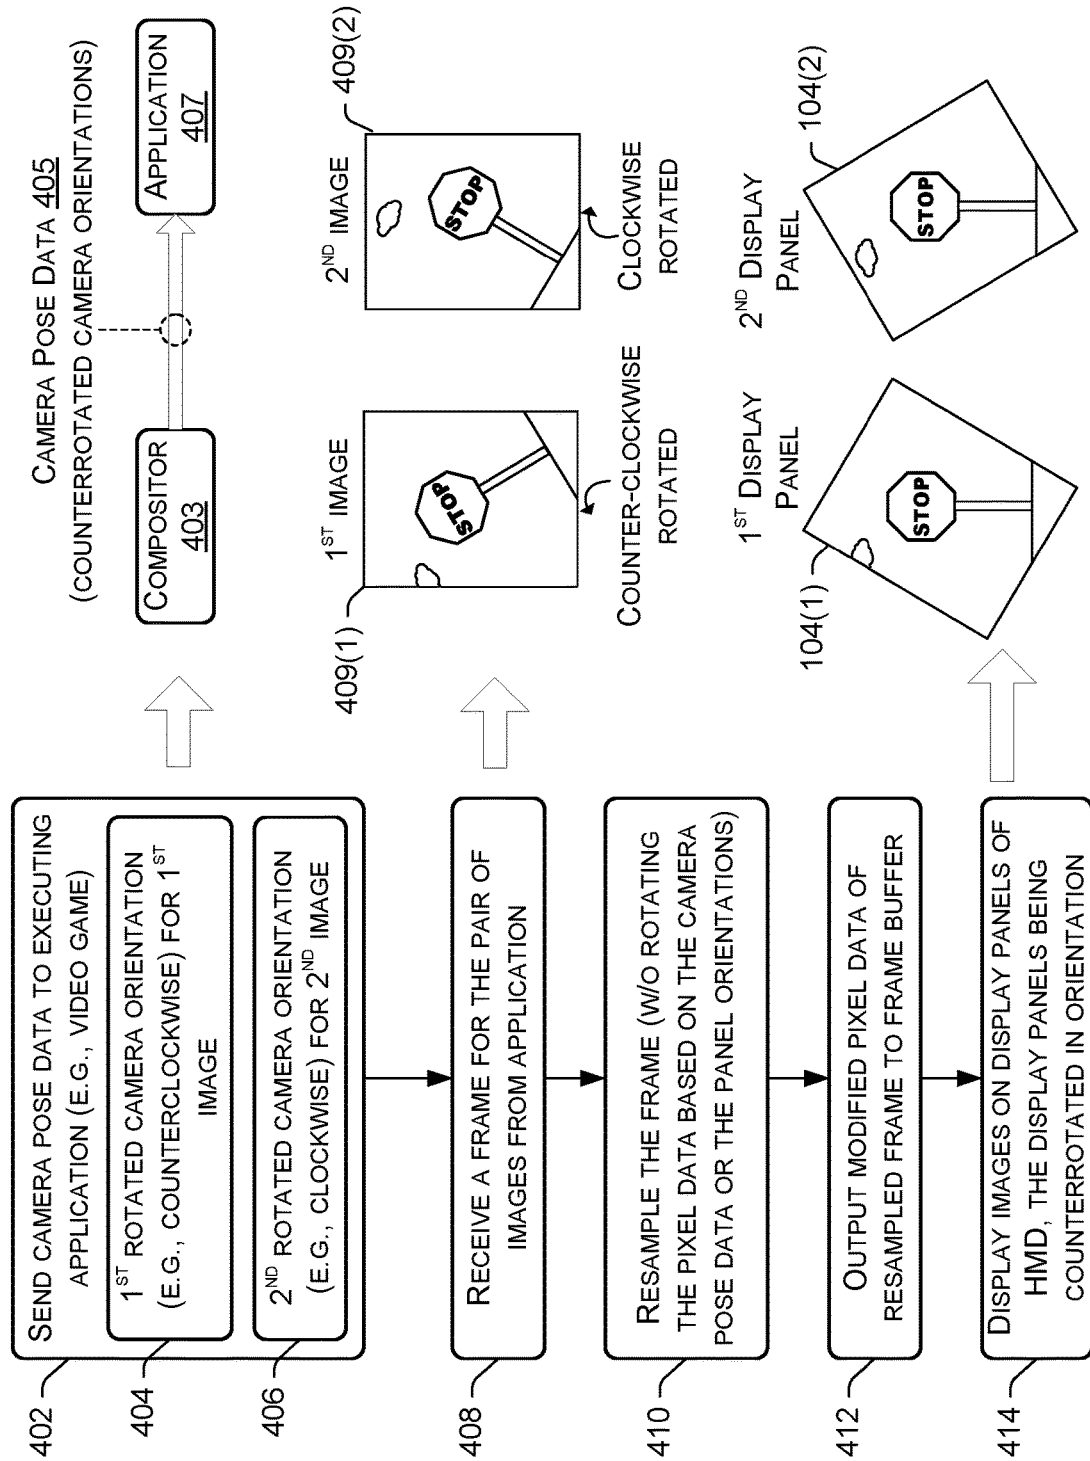 402
SEND CAMERA POSE DATA TO EXECUTING
APPLICATION (E.G., VIDEO GAME)
404
1ST ROTATED CAMERA ORIENTATION
(E.G., COUNTERCLOCKWISE) FOR 1ST
IMAGE
406
2ND ROTATED CAMERA ORIENTATION
(E.G., CLOCKWISE) FOR 2ND IMAGE
CAMERA POSE DATA 405
(COUNTERROTATED CAMERA ORIENTATIONS)
COMPOSITOR
403
APPLICATION
407
408
RECEIVE A FRAME FOR THE PAIR OF
IMAGES FROM APPLICATION
409(1)
1ST IMAGE
STOP
COUNTER-CLOCKWISE
ROTATED
2ND IMAGE
409(2)
STOP
CLOCKWISE
ROTATED
410
RESAMPLE THE FRAME (W/O ROTATING
THE PIXEL DATA BASED ON THE CAMERA
POSE DATA OR THE PANEL ORIENTATIONS)
412
OUTPUT MODIFIED PIXEL DATA OF
RESAMPLED FRAME TO FRAME BUFFER
414
DISPLAY IMAGES ON DISPLAY PANELS OF
HMD, THE DISPLAY PANELS BEING
COUNTERROTATED IN ORIENTATION
1ST DISPLAY
PANEL
104(1)
STOP
2ND DISPLAY
PANEL
104(2)
STOP